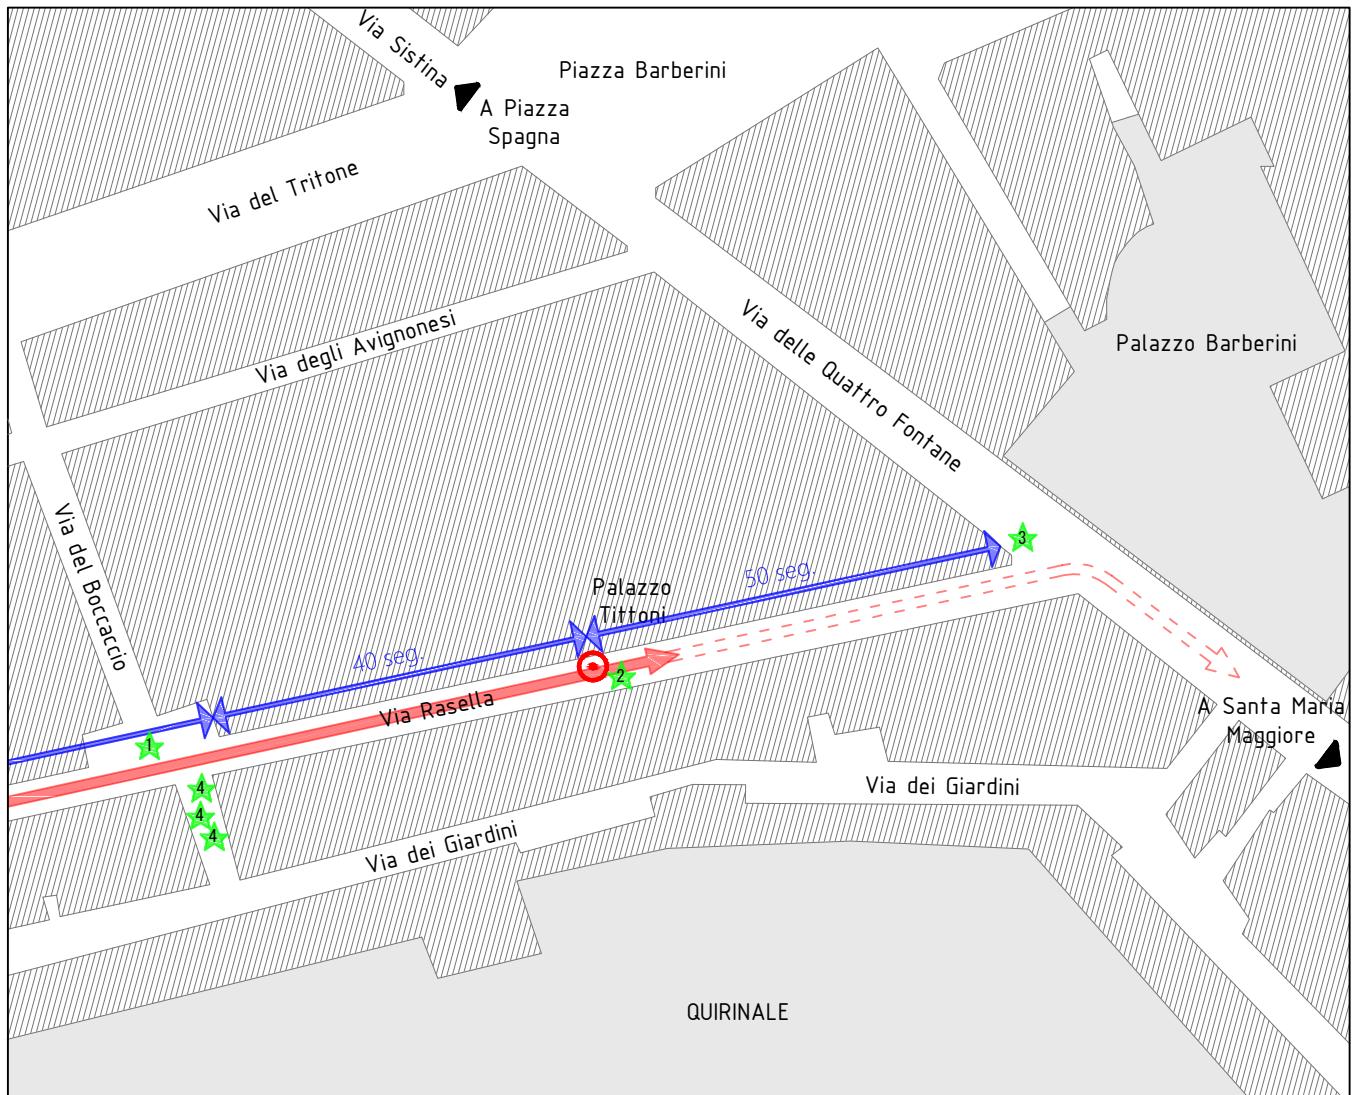 Via Sistina
Piazza Barberini
A Piazza
Spagna
Via del Tritone
Via degli Avignonesi
Via delle Quattro Fontane
Palazzo Barberini
Via del Boccaccio
3
50 seg.
Palazzo
Tittoni
40 seg.
2
Via Rasella
1
A Santa Maria
Maggiore
4
4
4
Via dei Giardini
Via dei Giardini
QUIRINALE